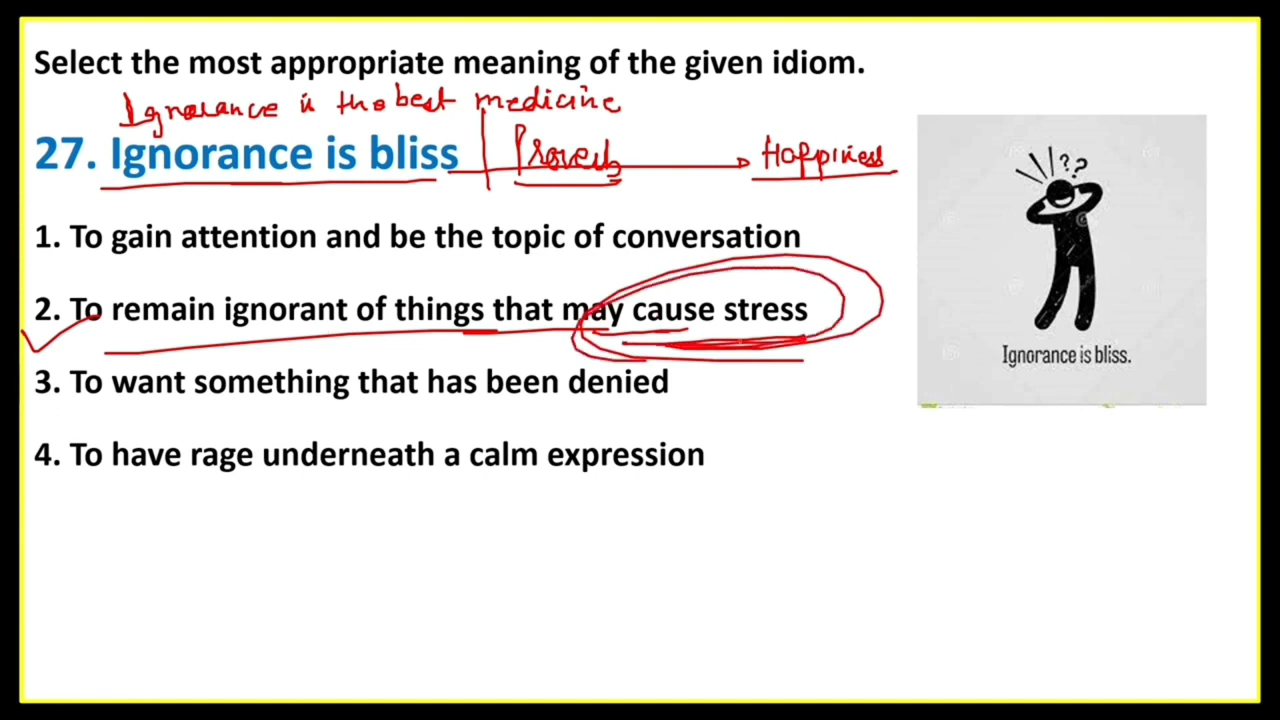 Select the most appropriate meaning of the given idiom.
Ignorance is the best medicine
27. Ignorance is bliss Proverb Happiness
1. To gain attention and be the topic of conversation
2. To remain ignorant of things that may cause stress
3. To want something that has been denied
4. To have rage underneath a calm expression
??
Ignorance is bliss.